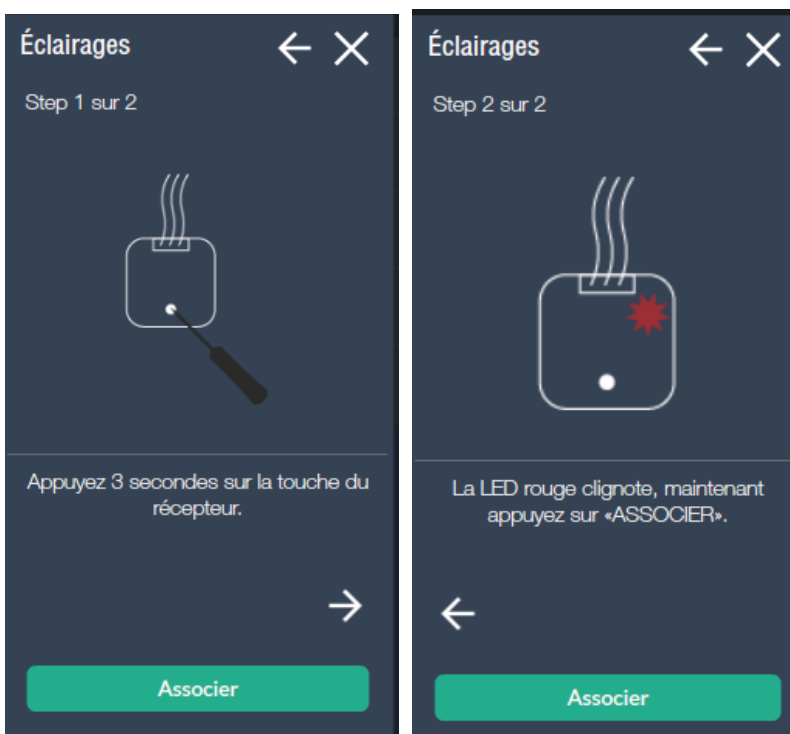 Éclairages
Step 1 sur 2
Appuyez 3 secondes sur la touche du
récepteur.
Associer
Éclairages
Step 2 sur 2
La LED rouge clignote, maintenant
appuyez sur «ASSOCIER».
Associer